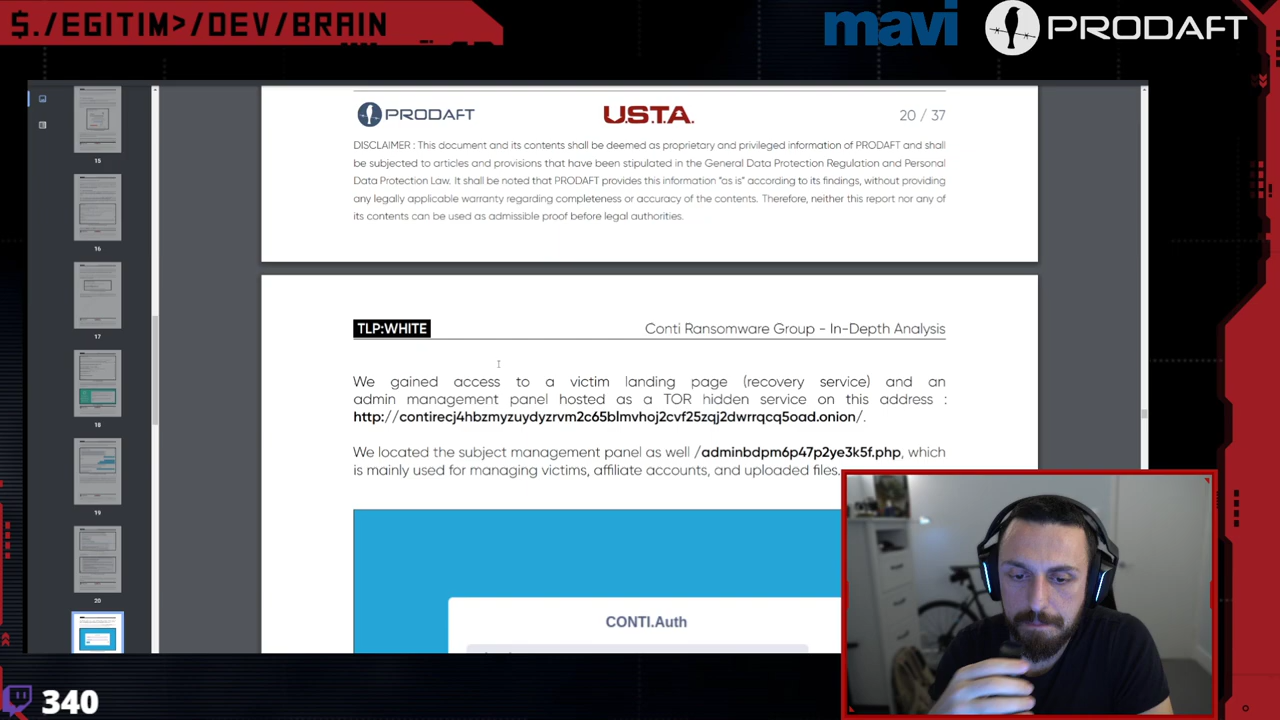 $./EGITIM>/DEV/BRAIN
mavi
PRODAFT
PRODAFT
U.S.T.A.
20 / 37
DISCLAIMER : This document and its contents shall be deemed as proprietary and privileged information of PRODAFT and shall
be subjected to articles and provisions that have been stipulated in the General Data Protection Regulation and Personal
Data Protection Law. It shall be noted that PRODAFT provides this information "as is" according to its findings, without providing
any legally applicable warranty regarding completeness or accuracy of the contents. Therefore, neither this report nor any of
its contents can be used as admissible proof before legal authorities.
TLP:WHITE
Conti Ransomware Group - In-Depth Analysis
We gained access to a victim landing page (recovery service) and an
admin management panel hosted as a TOR hidden service on this address :
http://contirecj4hbzmyzuydyzrvm2c65blmvhoj2cvf25zqj2dwrrqcq5oad.onion/.
We located the subject management panel as well /adminbdpm6p47p2ye3k5f.php, which
is mainly used for managing victims, affiliate accounts, and uploaded files.
CONTI.Auth
15
16
17
18
19
20
340